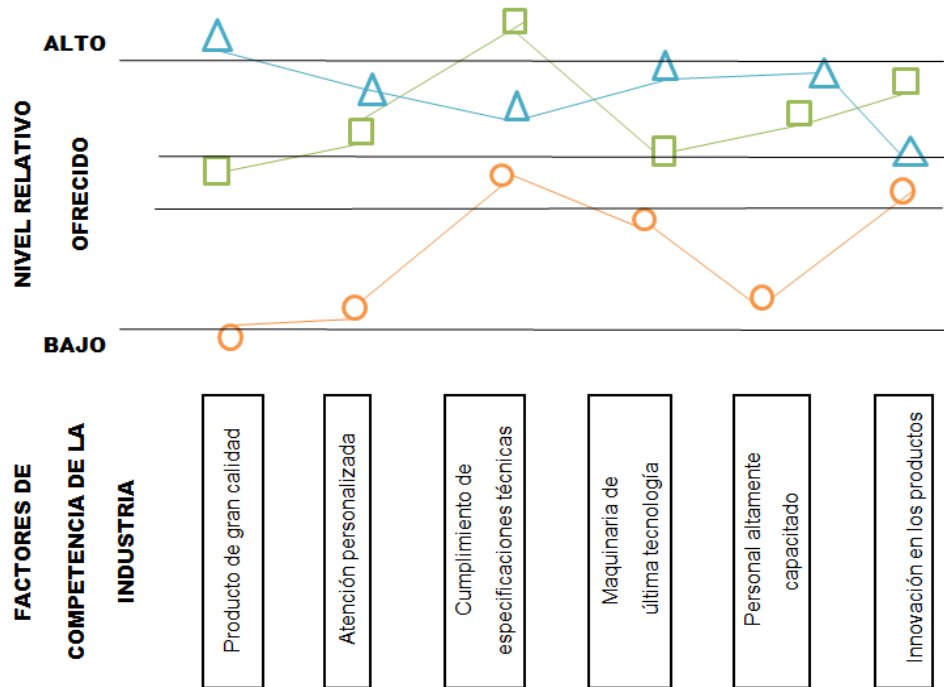 ALTO
NIVEL RELATIVO
OFRECIDO
BAJO
FACTORES DE
COMPETENCIA DE LA
INDUSTRIA
Producto de gran calidad
Atención personalizada
Cumplimiento de
especificaciones técnicas
Maquinaria de
última tecnología
Personal altamente
capacitado
Innovación en los productos